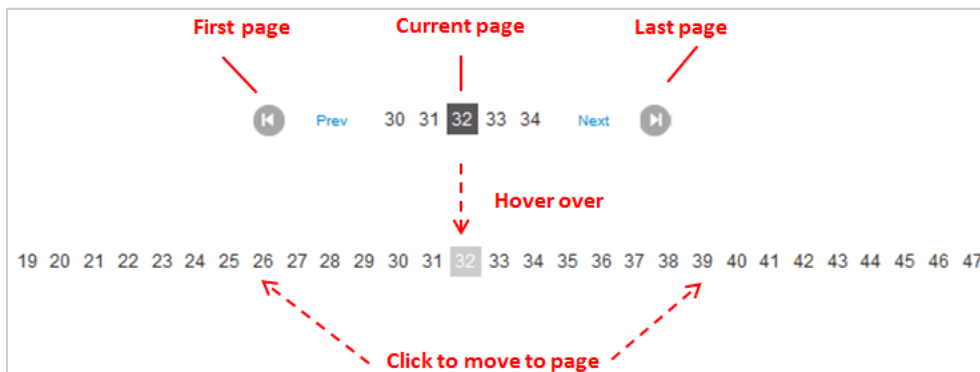 First page Current page Last page
Prev 30 31 32 33 34 Next
Hover over
19 20 21 22 23 24 25 26 27 28 29 30 31 32 33 34 35 36 37 38 39 40 41 42 43 44 45 46 47
Click to move to page